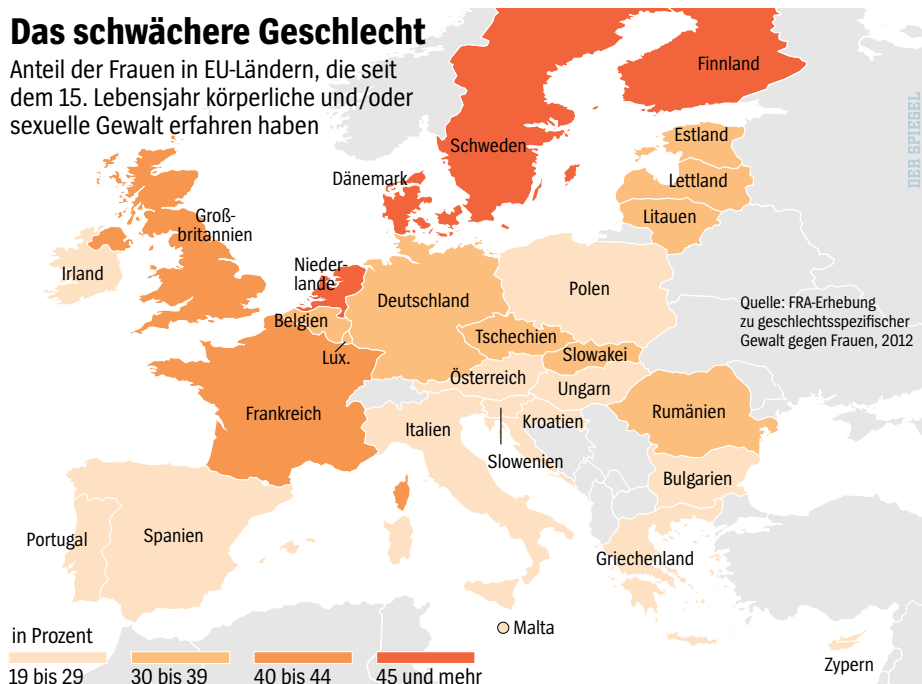 Das schwächere Geschlecht
Anteil der Frauen in EU-Ländern, die seit
dem 15. Lebensjahr körperliche und/oder
sexuelle Gewalt erfahren haben
DER SPIEGEL
Finnland
Schweden
Estland
Dänemark
Lettland
Litauen
Groß-
britannien
Irland
Nieder-
lande
Deutschland
Polen
Belgien
Quelle: FRA-Erhebung
zu geschlechtsspezifischer
Gewalt gegen Frauen, 2012
Tschechien
Lux.
Slowakei
Österreich
Ungarn
Frankreich
Italien
Kroatien
Rumänien
Slowenien
Bulgarien
Portugal
Spanien
Griechenland
Malta
Zypern
in Prozent
19 bis 29
30 bis 39
40 bis 44
45 und mehr